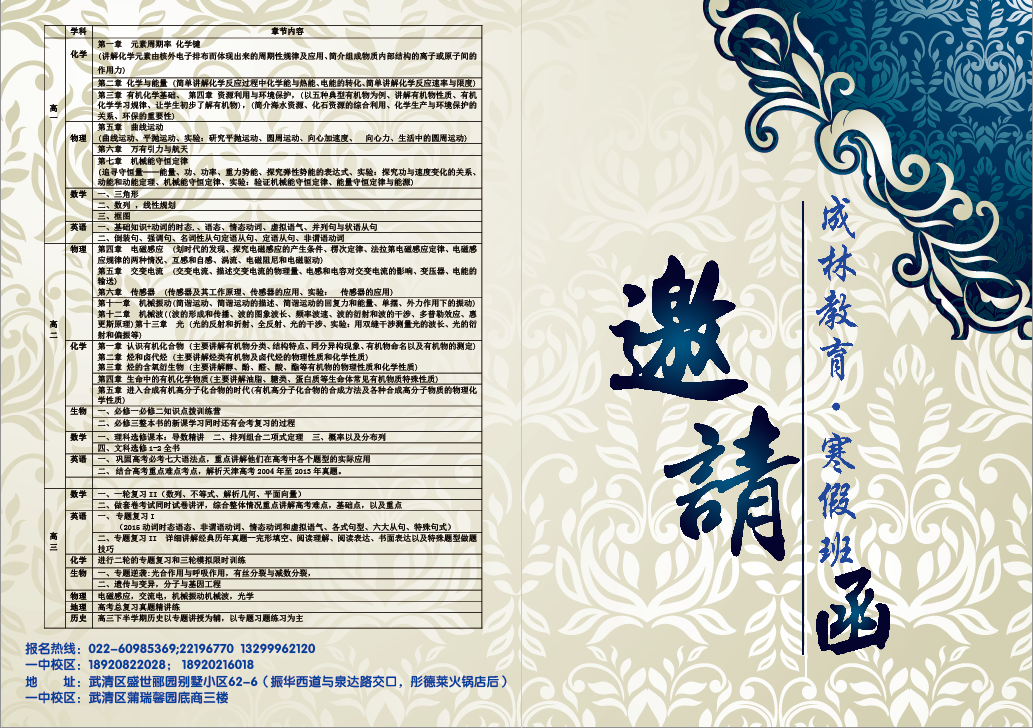 学科 章节内容
高一
化学
第一章 元素周期率 化学键
(讲解化学元素由核外电子排布而体现出来的周期性规律及应用、简介组成物质内部结构的离子或原子间的
作用力)
第二章 化学与能量 (简单讲解化学反应过程中化学能与热能、电能的转化、简单讲解化学反应速率与限度)
第三章 有机化学基础、 第四章 资源利用与环境保护, (以五种典型有机物为例、讲解有机物性质、有机
化学学习规律、让学生初步了解有机物), (简介海水资源、化石资源的综合利用、化学生产与环境保护的
关系、环保的重要性)
物理
第五章 曲线运动
(曲线运动、平抛运动、实验: 研究平抛运动、圆周运动、向心加速度、 向心力、生活中的圆周运动)
第六章 万有引力与航天
第七章 机械能守恒定律
(追寻守恒量——能量、功、功率、重力势能、探究弹性势能的表达式、实验: 探究功与速度变化的关系、
动能和动能定理、机械能守恒定律、实验: 验证机械能守恒定律、能量守恒定律与能源)
数学
一、三角形
二、数列 , 线性规划
三、框图
英语
一、基础知识+动词的时态、、语态、情态动词、虚拟语气、并列句与状语从句
二、倒装句、强调句、名词性从句定语从句、定语从句、非谓语动词
高二
物理
第四章 电磁感应 (划时代的发现、探究电磁感应的产生条件、楞次定律、法拉第电磁感应定律、电磁感
应规律的两种情况、互感和自感、涡流、电磁阻尼和电磁驱动)
第五章 交变电流 (交变电流、描述交变电流的物理量、电感和电容对交变电流的影响、变压器、电能的
输送)
第六章 传感器 (传感器及其工作原理、传感器的应用、实验: 传感器的应用)
第十一章 机械振动(简谐运动、简谐运动的描述、简谐运动的回复力和能量、单摆、外力作用下的振动)
第十二章 机械波((波的形成和传播、波的图象波长、频率波速、波的衍射和波的干涉、多普勒效应、惠
更斯原理)第十三章 光 (光的反射和折射、全反射、光的干涉、实验: 用双缝干涉测量光的波长、光的衍
射和偏振等)
化学
第一章 认识有机化合物 (主要讲解有机物分类、结构特点、同分异构现象、有机物命名以及有机物的测定)
第二章 烃和卤代烃 (主要讲解烃类有机物及卤代烃的物理性质和化学性质)
第三章 烃的含氧衍生物 (主要讲解醇、酚、醛、酸、酯等有机物的物理性质和化学性质)
第四章 生命中的有机化学物质(主要讲解油脂、糖类、蛋白质等生命体常见有机物质特殊性质)
第五章 进入合成有机高分子化合物的时代(有机高分子化合物的合成方法及各种合成高分子物质的物理化
学性质)
生物
一、必修一必修二知识点拨训练营
二、必修三整本书的新课学习同时还有会考复习的过程
数学
一、理科选修课本: 导数精讲 二、排列组合二项式定理 三、概率以及分布列
四、文科选修1-2全书
英语
一、 巩固高考必考七大语法点, 重点讲解他们在高考中各个题型的实际应用
二、 结合高考重点难点考点, 解析天津高考2004年至2015年真题。
高三
数学
一、一轮复习II (数列、不等式、解析几何、平面向量)
二、做套卷考试同时试卷讲评, 综合整体情况重点讲解高考难点, 基础点, 以及重点
英语
一、 专题复习I
(2015动词时态语态、非谓语动词、情态动词和虚拟语气、各式句型、六大从句、特殊句式)
二、专题复习II 详细讲解经典历年真题—完形填空、阅读理解、阅读表达、书面表达以及特殊题型做题
技巧
化学 进行二轮的专题复习和三轮模拟限时训练
生物
一、专题逆袭:光合作用与呼吸作用, 有丝分裂与减数分裂,
二、遗传与变异, 分子与基因工程
物理 电磁感应, 交流电, 机械振动机械波, 光学
地理 高考总复习真题精讲练
历史 高三下半学期历史以专题讲授为辅, 以专题习题练习为主
报名热线: 022-60985369;22196770 13299962120
一中校区: 18920822028; 18920216018
地 址: 武清区盛世郦园别墅小区62-6 (振华西道与泉达路交口, 彤德莱火锅店后)
一中校区: 武清区蒲瑞馨园底商三楼
邀請函
成林教育·寒假班